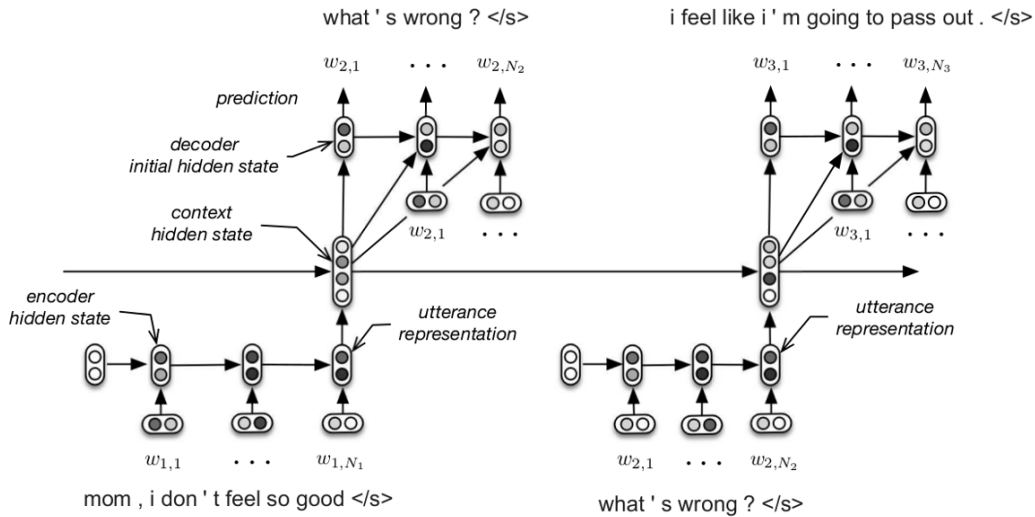 what ' s wrong ? </s>
i feel like i ' m going to pass out . </s>
w2,1 · · · w2,N2
w3,1 · · · w3,N3
prediction
decoder
initial hidden state
context
hidden state
w2,1 · · ·
w3,1 · · ·
encoder
hidden state
utterance
representation
utterance
representation
w1,1 · · · w1,N1
w2,1 · · · w2,N2
mom , i don ' t feel so good </s>
what ' s wrong ? </s>